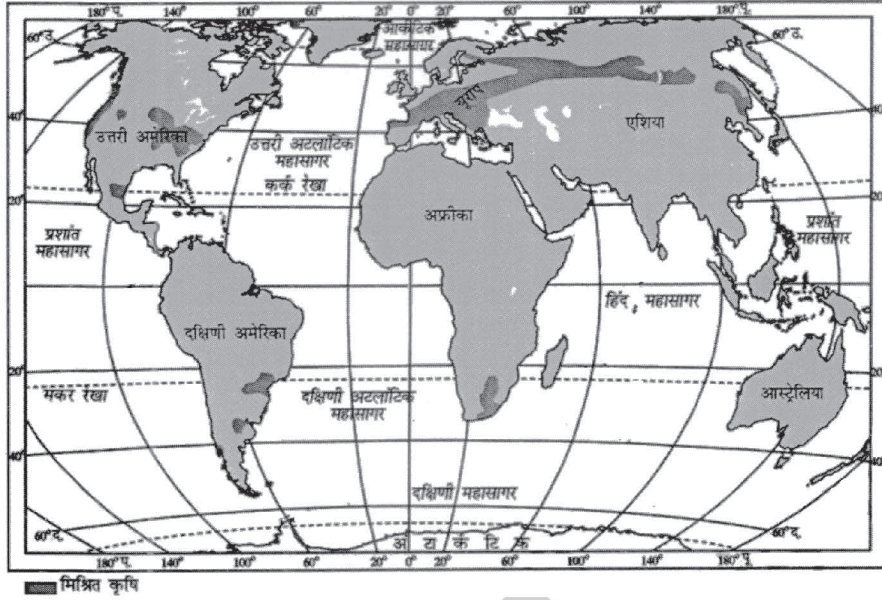 180° पू. 140° 100° 60° 20° 0° 20° 60° 100° 140° 180° पू.
आर्कटिक
महासागर
60° उ.
60° उ.
यूरोप
एशिया
40°
40°
उत्तरी अमेरिका
उत्तरी अटलांटिक
महासागर
कर्क रेखा
20°
20°
अफ्रीका
प्रशांत
महासागर
प्रशांत
महासागर
हिंद महासागर
दक्षिणी अमेरिका
20°
20°
मकर रेखा
दक्षिणी अटलांटिक
महासागर
आस्ट्रेलिया
40°
40°
दक्षिणी महासागर
60° द.
60° द.
अं टा र्क टि क
180° प. 140° 100° 60° 20° 0° 20° 60° 100° 140° 180° पू.
मिश्रित कृषि